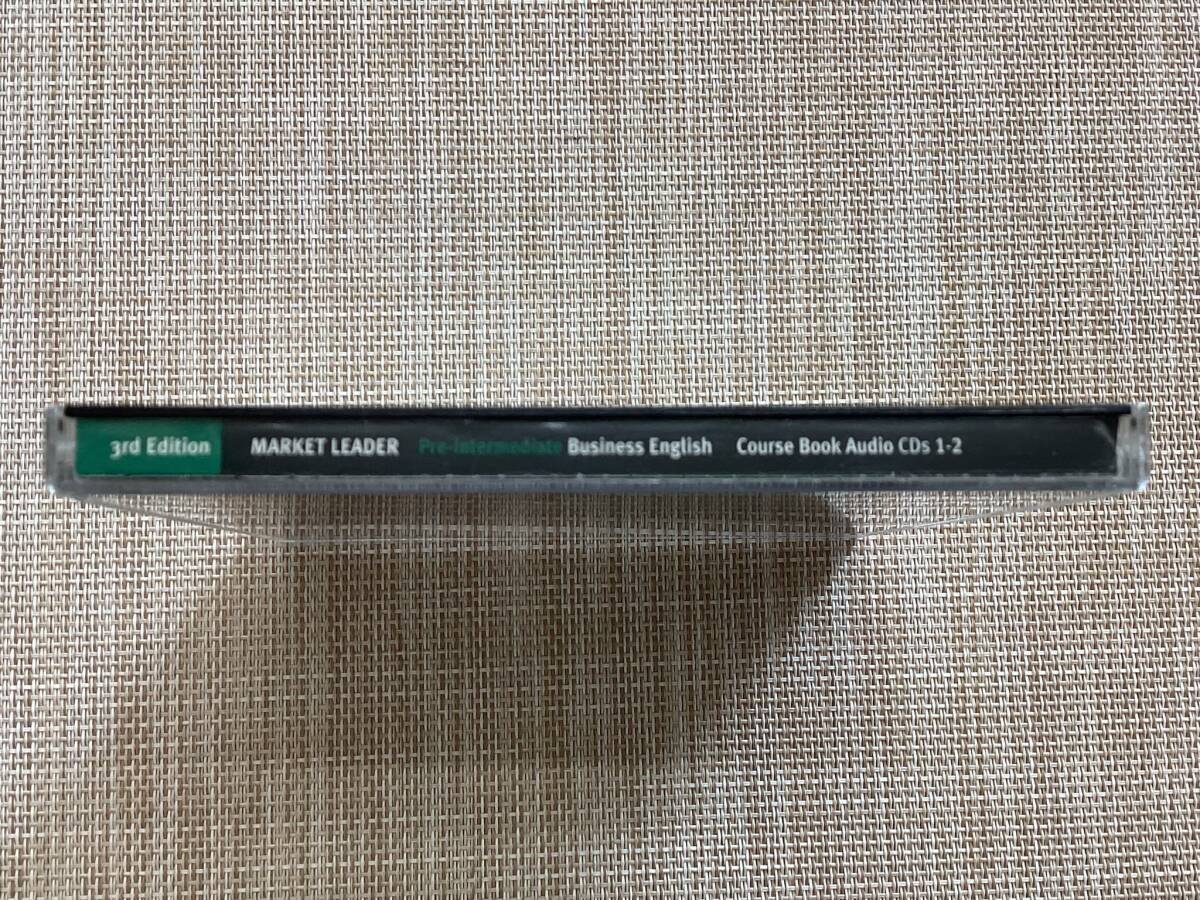 3rd Edition MARKET LEADER Pre-intermediate Business English Course Book Audio CDs 1-2